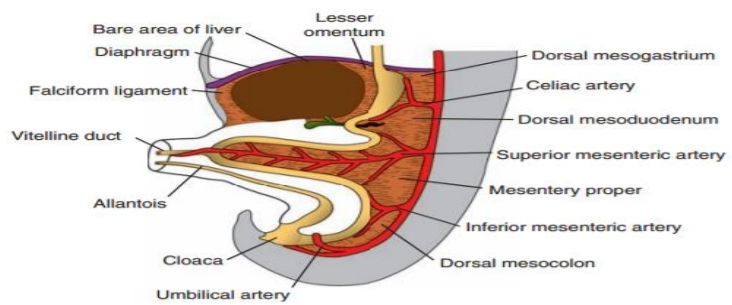 Lesser
omentum
Bare area of liver
Diaphragm
Falciform ligament
Vitelline duct
Allantois
Cloaca
Umbilical artery
Dorsal mesogastrium
Celiac artery
Dorsal mesoduodenum
Superior mesenteric artery
Mesentery proper
Inferior mesenteric artery
Dorsal mesocolon